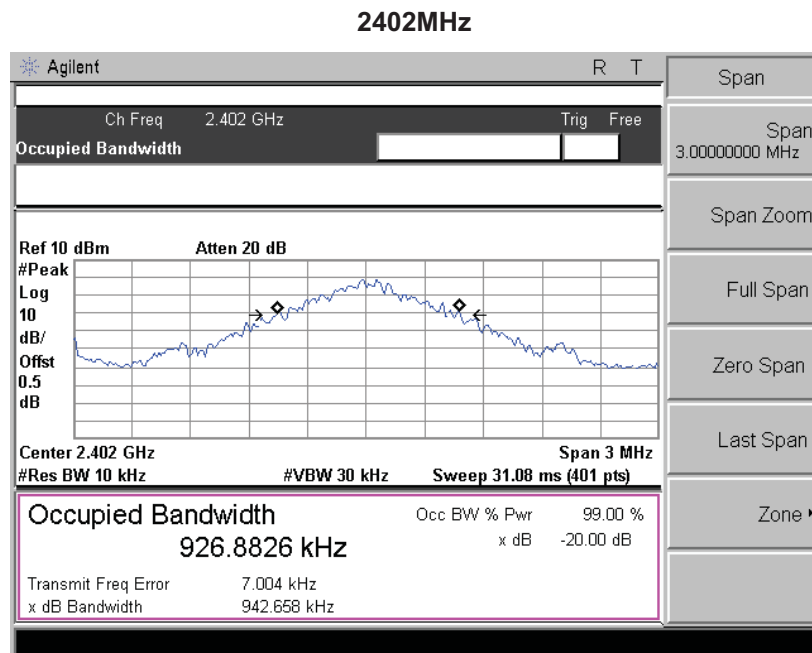 2402MHz
Agilent R T
Ch Freq 2.402 GHz Trig Free
Occupied Bandwidth
Ref 10 dBm Atten 20 dB
#Peak
Log
10
dB/
Offst
0.5
dB
Center 2.402 GHz Span 3 MHz
#Res BW 10 kHz #VBW 30 kHz Sweep 31.08 ms (401 pts)
Occupied Bandwidth Occ BW % Pwr 99.00 %
926.8826 kHz x dB -20.00 dB
Transmit Freq Error 7.004 kHz
x dB Bandwidth 942.658 kHz
Span
Span
3.00000000 MHz
Span Zoom
Full Span
Zero Span
Last Span
Zone